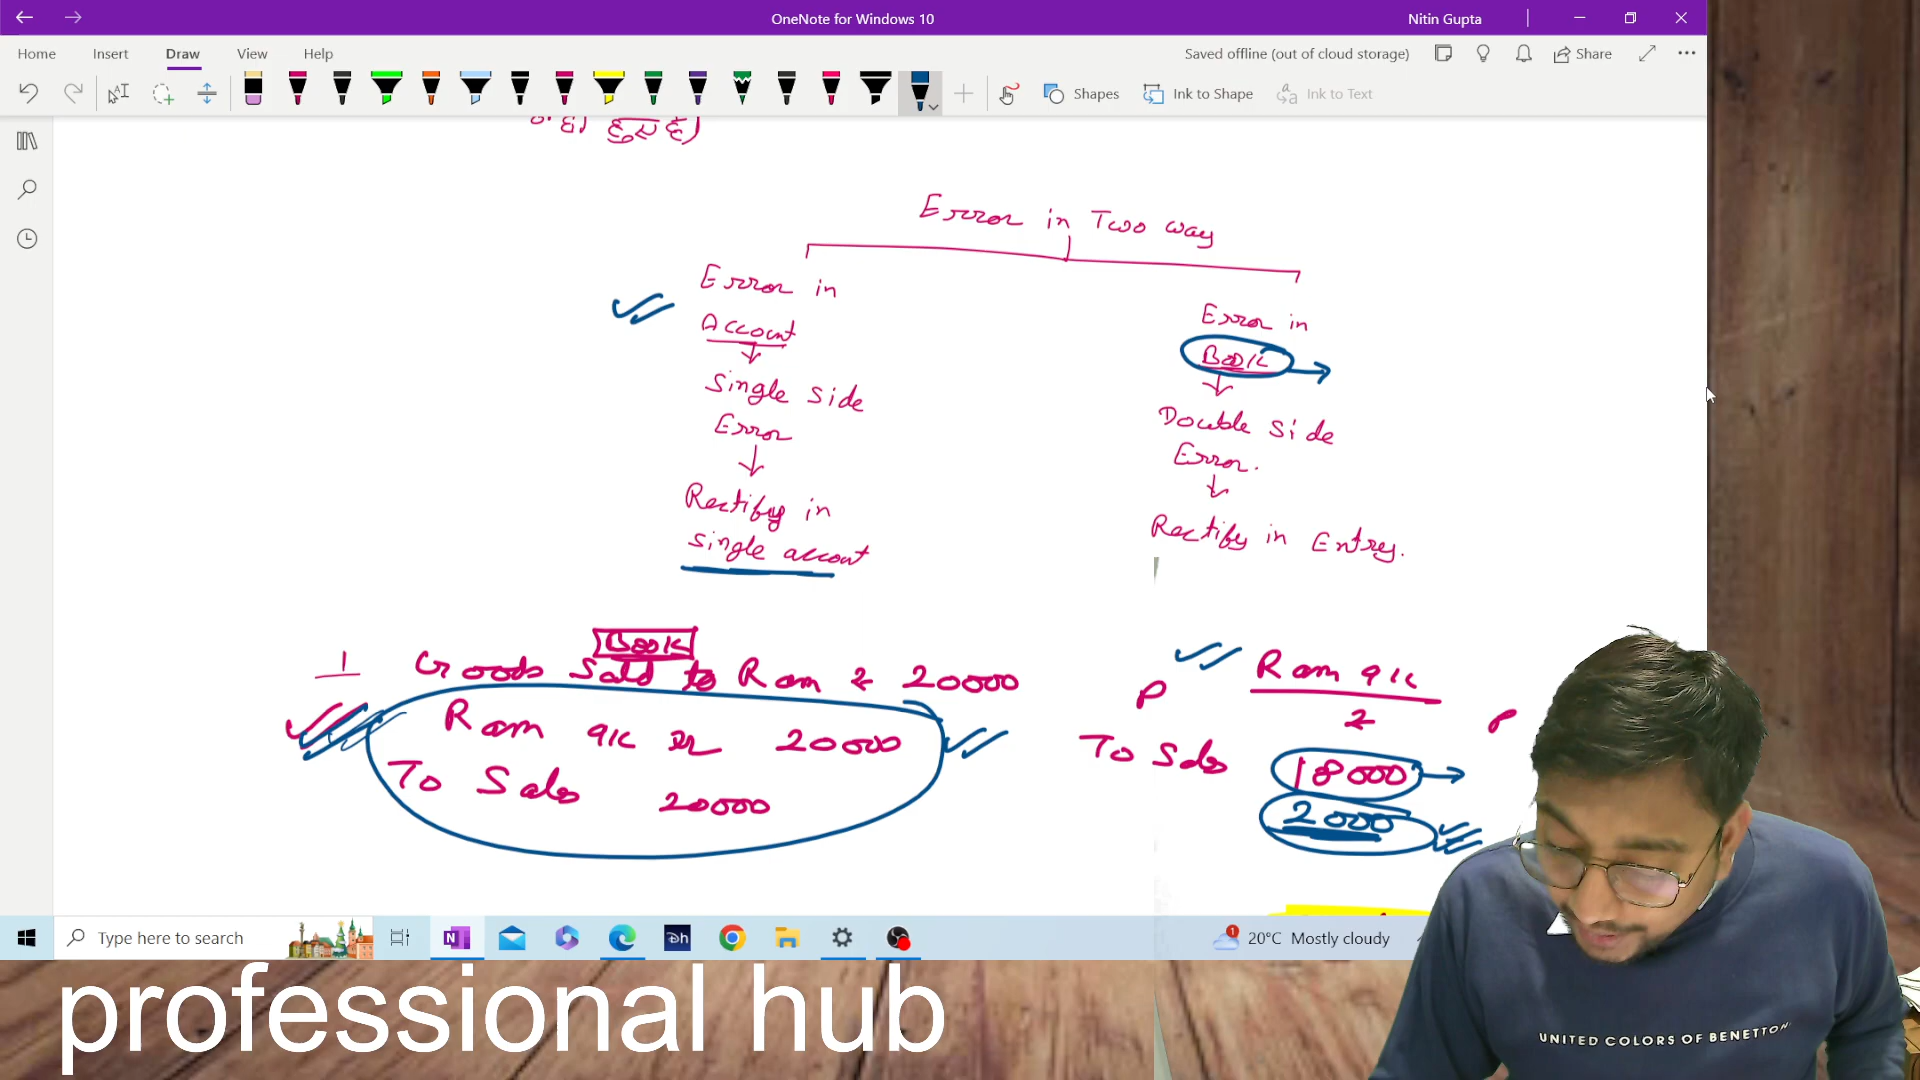 OneNote for Windows 10
Nitin Gupta
Home Insert Draw View Help
Saved offline (out of cloud storage)
Share
Shapes
Ink to Shape
Ink to Text
Error in Two way
Error in
Account
Single side
Error
Rectify in
single account
Error in
Book
Double side
Error.
Rectify in Entry.
Book
1 Goods Sold to Ram ₹ 20000
Ram a/c Dr 20000
To Sales 20000
Ram a/c
₹
To Sales 18000
2000
Type here to search
Dh
1
20°C Mostly cloudy
professional hub
UNITED COLORS OF BENETTON